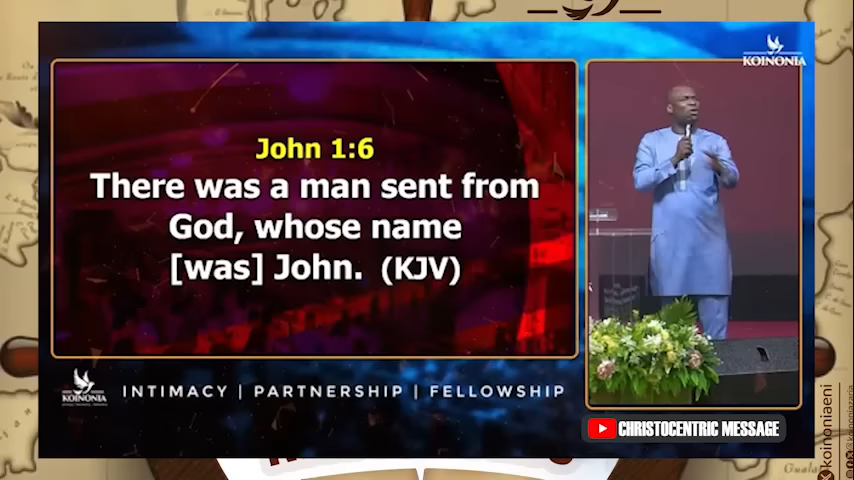 KOINONIA
John 1:6
There was a man sent from
God, whose name
[was] John. (KJV)
KOINONIA
INTIMACY | PARTNERSHIP | FELLOWSHIP
CHRISTOCENTRIC MESSAGE
koinoniaeni